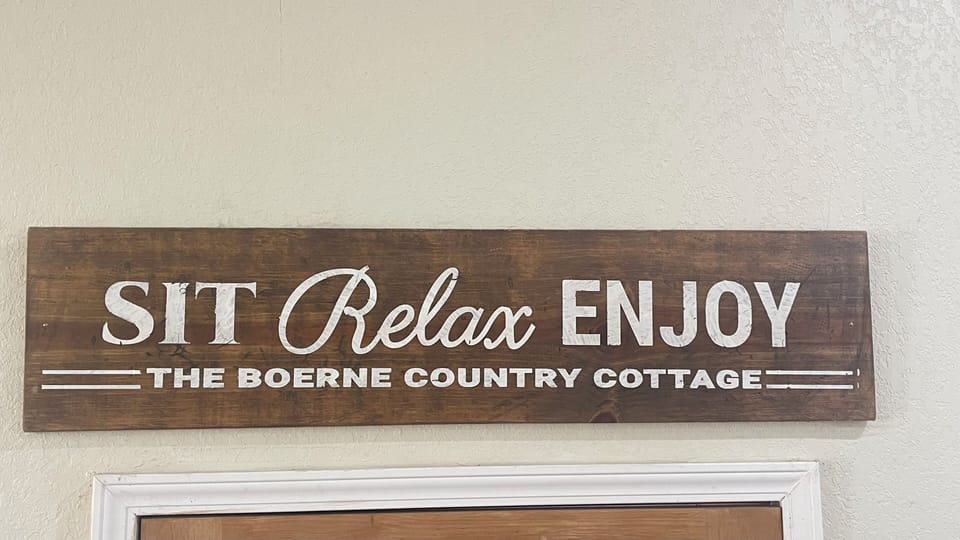 SIT Relax ENJOY
THE BOERNE COUNTRY COTTAGE